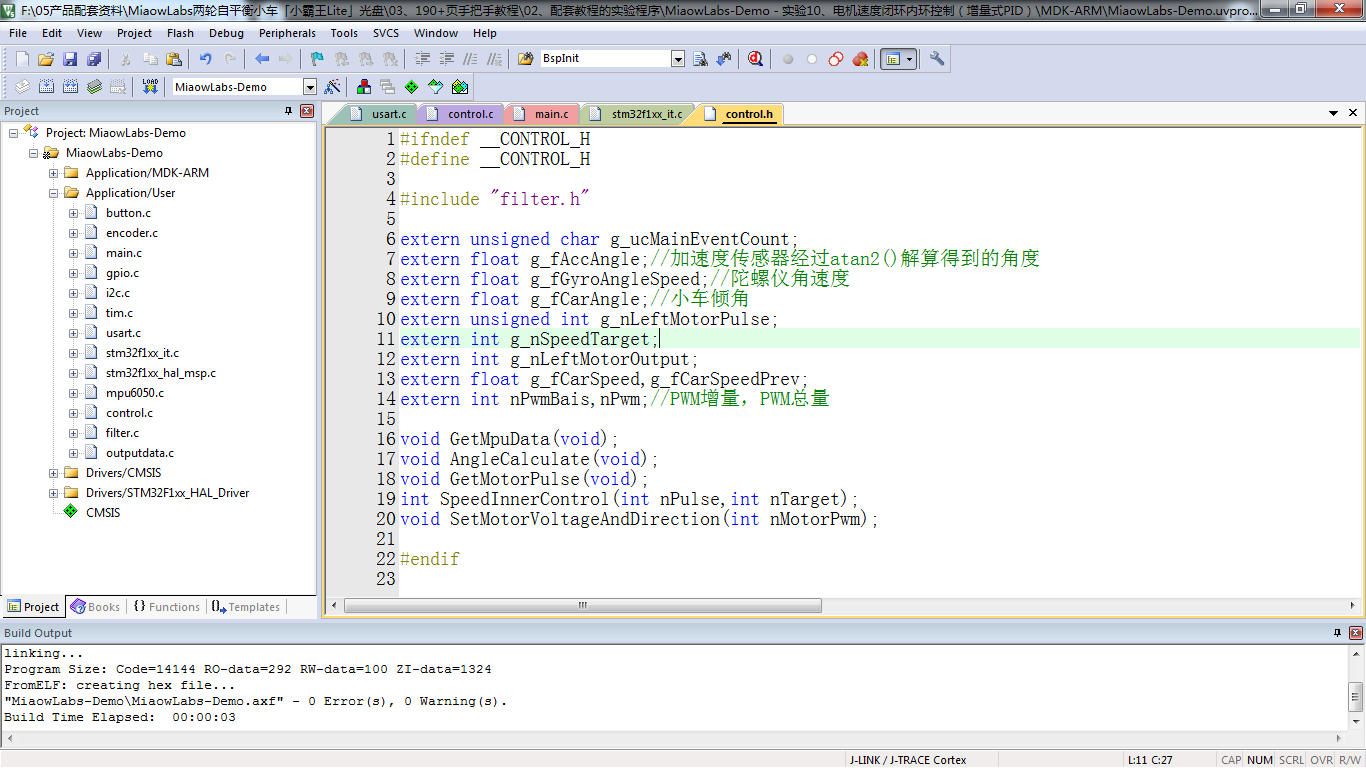 F:\05产品配套资料\MiaowLabs两轮自平衡小车「小霸王Lite」光盘\03、190+页手把手教程\02、配套教程的实验程序\MiaowLabs-Demo - 实验10、电机速度闭环内环控制（增量式PID）\MDK-ARM\MiaowLabs-Demo.uvpro...
File Edit View Project Flash Debug Peripherals Tools SVCS Window Help
BspInit
LOAD MiaowLabs-Demo
Project
usart.c control.c main.c stm32f1xx_it.c control.h
Project: MiaowLabs-Demo
MiaowLabs-Demo
Application/MDK-ARM
Application/User
button.c
encoder.c
main.c
gpio.c
i2c.c
tim.c
usart.c
stm32f1xx_it.c
stm32f1xx_hal_msp.c
mpu6050.c
control.c
filter.c
outputdata.c
Drivers/CMSIS
Drivers/STM32F1xx_HAL_Driver
CMSIS
Project Books {} Functions {} Templates
1 #ifndef __CONTROL_H
2 #define __CONTROL_H
3
4 #include "filter.h"
5
6 extern unsigned char g_ucMainEventCount;
7 extern float g_fAccAngle;//加速度传感器经过atan2()解算得到的角度
8 extern float g_fGyroAngleSpeed;//陀螺仪角速度
9 extern float g_fCarAngle;//小车倾角
10 extern unsigned int g_nLeftMotorPulse;
11 extern int g_nSpeedTarget;
12 extern int g_nLeftMotorOutput;
13 extern float g_fCarSpeed,g_fCarSpeedPrev;
14 extern int nPwmBais,nPwm;//PWM增量，PWM总量
15
16 void GetMpuData(void);
17 void AngleCalculate(void);
18 void GetMotorPulse(void);
19 int SpeedInnerControl(int nPulse,int nTarget);
20 void SetMotorVoltageAndDirection(int nMotorPwm);
21
22 #endif
23
Build Output
linking...
Program Size: Code=14144 RO-data=292 RW-data=100 ZI-data=1324
FromELF: creating hex file...
"MiaowLabs-Demo\MiaowLabs-Demo.axf" - 0 Error(s), 0 Warning(s).
Build Time Elapsed:  00:00:03
J-LINK / J-TRACE Cortex L:11 C:27 CAP NUM SCRL OVR R/W